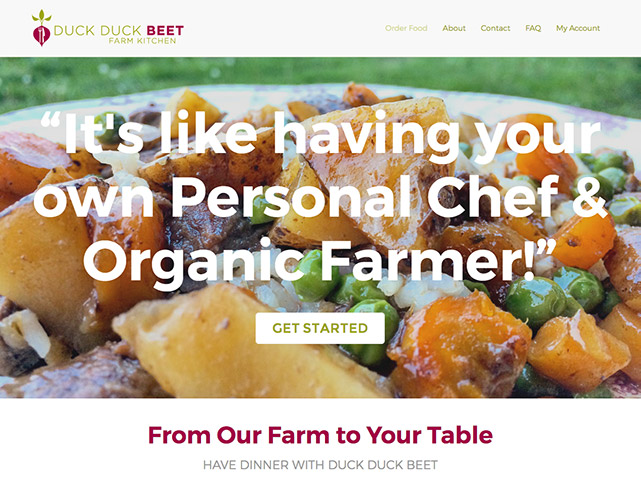 DUCK DUCK BEET
FARM KITCHEN
Order Food About Contact FAQ My Account
“It's like having your
own Personal Chef &
Organic Farmer!”
GET STARTED
From Our Farm to Your Table
HAVE DINNER WITH DUCK DUCK BEET